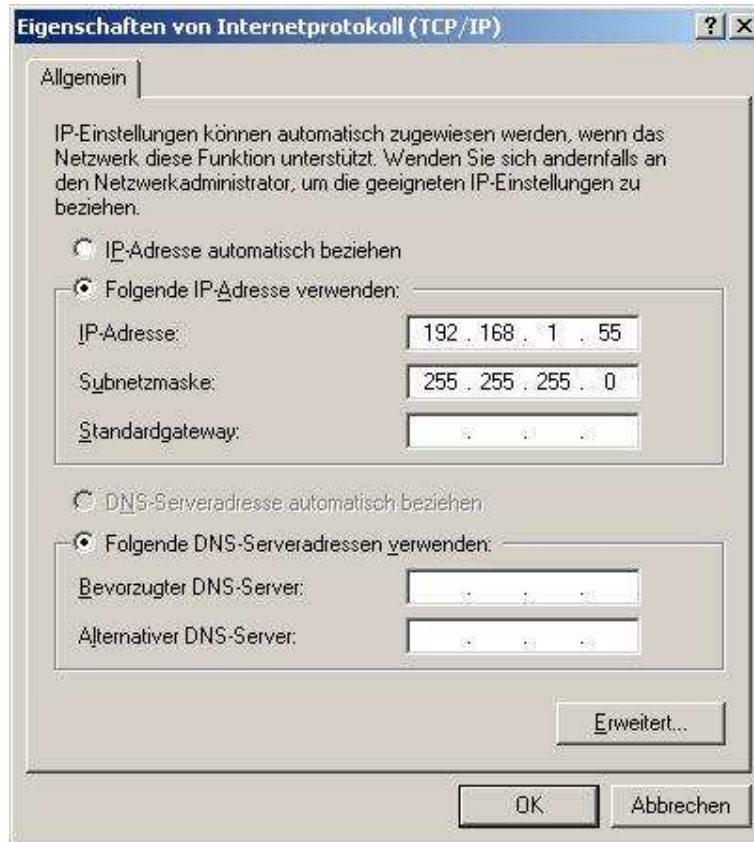 Eigenschaften von Internetprotokoll (TCP/IP)
Allgemein
IP-Einstellungen können automatisch zugewiesen werden, wenn das
Netzwerk diese Funktion unterstützt. Wenden Sie sich andernfalls an
den Netzwerkadministrator, um die geeigneten IP-Einstellungen zu
beziehen.
IP-Adresse automatisch beziehen
Folgende IP-Adresse verwenden:
IP-Adresse: 192 . 168 . 1 . 55
Subnetzmaske: 255 . 255 . 255 . 0
Standardgateway: . . .
DNS-Serveradresse automatisch beziehen
Folgende DNS-Serveradressen verwenden:
Bevorzugter DNS-Server: . . .
Alternativer DNS-Server: . . .
Erweitert...
OK Abbrechen